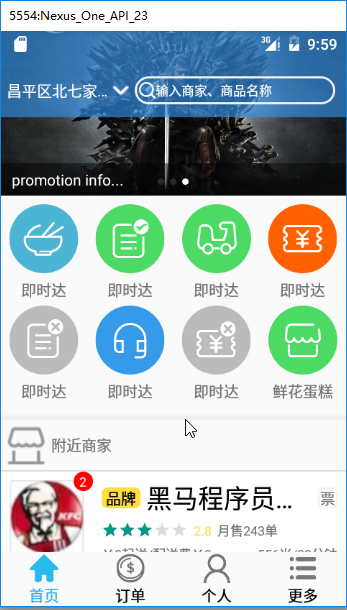 5554:Nexus_One_API_23
3G 9:59
昌平区北七家... 输入商家、商品名称
promotion info...
即时达 即时达 即时达 即时达
即时达 即时达 即时达 鲜花蛋糕
附近商家
2
KFC
品牌 黑马程序员... 票
2.8 月售243单
首页 订单 个人 更多